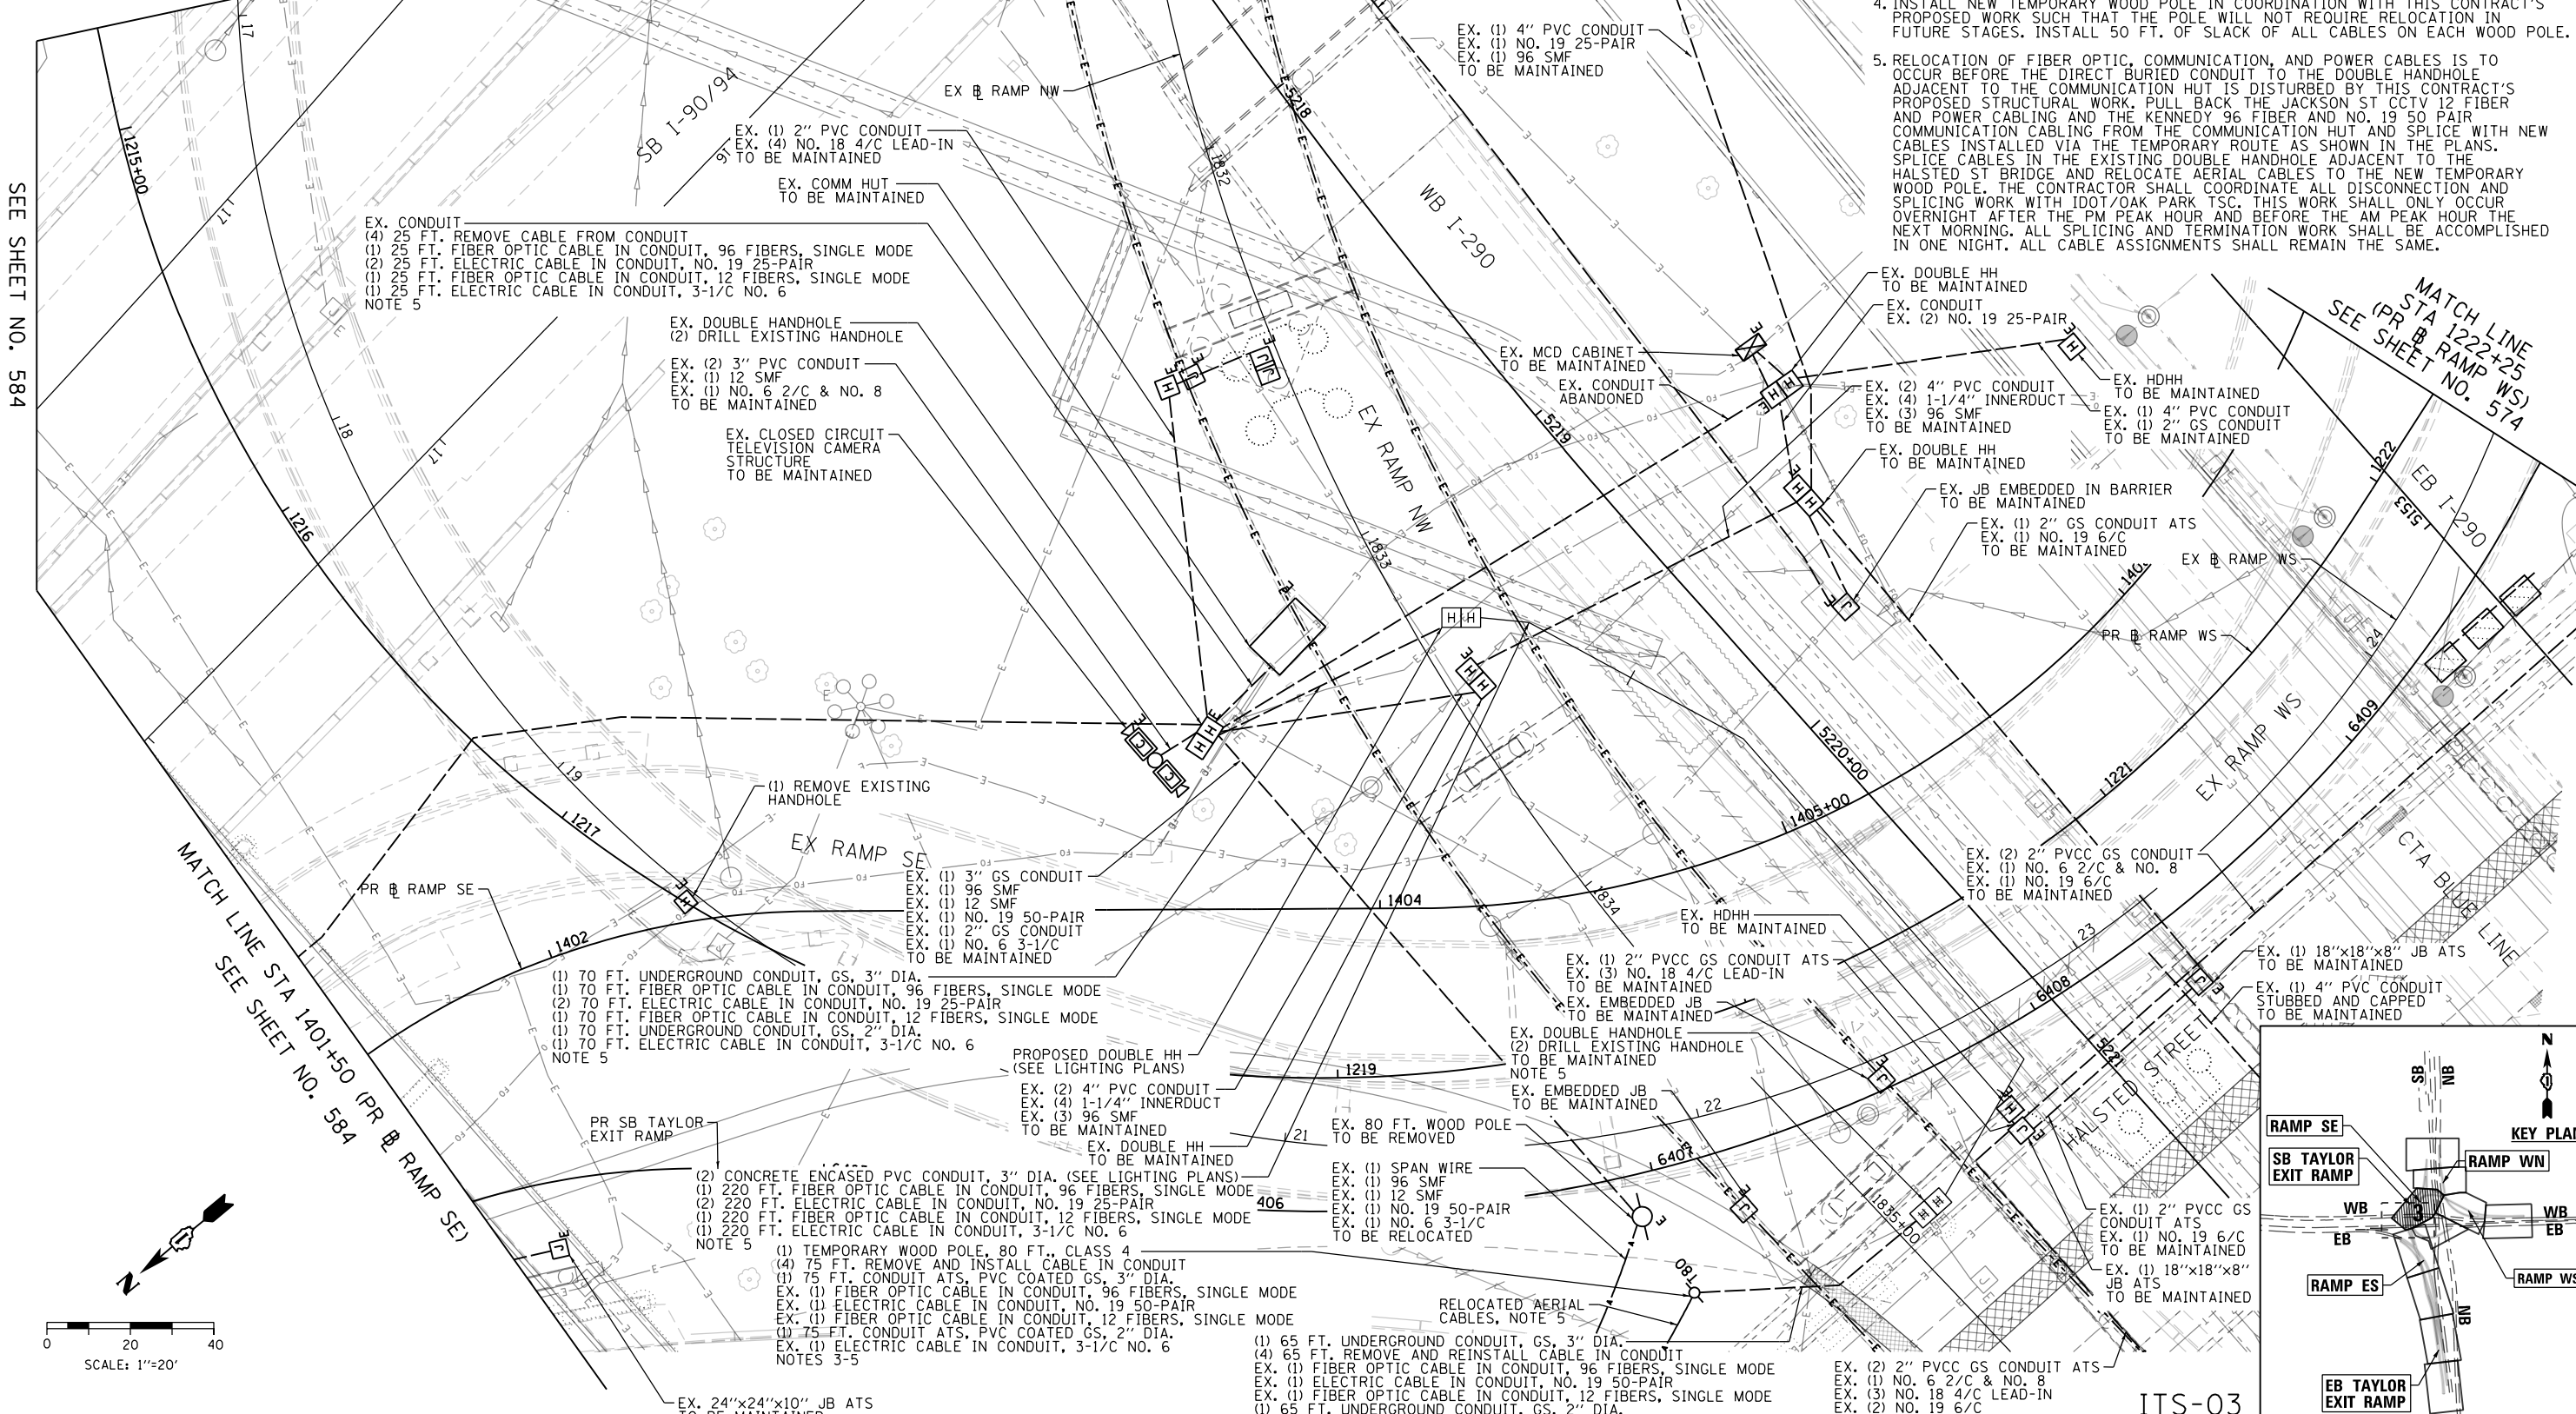 4. INSTALL NEW TEMPORARY WOOD POLE IN COORDINATION WITH THIS CONTRACT'S
PROPOSED WORK SUCH THAT THE POLE WILL NOT REQUIRE RELOCATION IN
FUTURE STAGES. INSTALL 50 FT. OF SLACK OF ALL CABLES ON EACH WOOD POLE.
5. RELOCATION OF FIBER OPTIC, COMMUNICATION, AND POWER CABLES IS TO
OCCUR BEFORE THE DIRECT BURIED CONDUIT TO THE DOUBLE HANDHOLE
ADJACENT TO THE COMMUNICATION HUT IS DISTURBED BY THIS CONTRACT'S
PROPOSED STRUCTURAL WORK. PULL BACK THE JACKSON ST CCTV 12 FIBER
AND POWER CABLING AND THE KENNEDY 96 FIBER AND NO. 19 50 PAIR
COMMUNICATION CABLING FROM THE COMMUNICATION HUT AND SPLICE WITH NEW
CABLES INSTALLED VIA THE TEMPORARY ROUTE AS SHOWN IN THE PLANS.
SPLICE CABLES IN THE EXISTING DOUBLE HANDHOLE ADJACENT TO THE
HALSTED ST BRIDGE AND RELOCATE AERIAL CABLES TO THE NEW TEMPORARY
WOOD POLE. THE CONTRACTOR SHALL COORDINATE ALL DISCONNECTION AND
SPLICING WORK WITH IDOT/OAK PARK TSC. THIS WORK SHALL ONLY OCCUR
OVERNIGHT AFTER THE PM PEAK HOUR AND BEFORE THE AM PEAK HOUR THE
NEXT MORNING. ALL SPLICING AND TERMINATION WORK SHALL BE ACCOMPLISHED
IN ONE NIGHT. ALL CABLE ASSIGNMENTS SHALL REMAIN THE SAME.
SEE SHEET NO. 584
17
1215+00
SB I-90/94
16
17
18
17
1216
EX ℄ RAMP NW
EX. (1) 4" PVC CONDUIT
EX. (1) NO. 19 25-PAIR
EX. (1) 96 SMF
TO BE MAINTAINED
5218
1832
WB I-290
EX. (1) 2" PVC CONDUIT
EX. (4) NO. 18 4/C LEAD-IN
TO BE MAINTAINED
EX. COMM HUT
TO BE MAINTAINED
EX. CONDUIT
(4) 25 FT. REMOVE CABLE FROM CONDUIT
(1) 25 FT. FIBER OPTIC CABLE IN CONDUIT, 96 FIBERS, SINGLE MODE
(2) 25 FT. ELECTRIC CABLE IN CONDUIT, NO. 19 25-PAIR
(1) 25 FT. FIBER OPTIC CABLE IN CONDUIT, 12 FIBERS, SINGLE MODE
(1) 25 FT. ELECTRIC CABLE IN CONDUIT, 3-1/C NO. 6
NOTE 5
EX. DOUBLE HANDHOLE
(2) DRILL EXISTING HANDHOLE
EX. (2) 3" PVC CONDUIT
EX. (1) 12 SMF
EX. (1) NO. 6 2/C & NO. 8
TO BE MAINTAINED
EX. CLOSED CIRCUIT
TELEVISION CAMERA
STRUCTURE
TO BE MAINTAINED
EX RAMP NW
1833
EX. MCD CABINET
TO BE MAINTAINED
EX. CONDUIT
ABANDONED
5219
EX. DOUBLE HH
TO BE MAINTAINED
EX. CONDUIT
EX. (2) NO. 19 25-PAIR
EX. (2) 4" PVC CONDUIT
EX. (4) 1-1/4" INNERDUCT
EX. (3) 96 SMF
TO BE MAINTAINED
EX. HDHH
TO BE MAINTAINED
EX. (1) 4" PVC CONDUIT
EX. (1) 2" GS CONDUIT
TO BE MAINTAINED
EX. DOUBLE HH
TO BE MAINTAINED
EX. JB EMBEDDED IN BARRIER
TO BE MAINTAINED
EX. (1) 2" GS CONDUIT ATS
EX. (1) NO. 19 6/C
TO BE MAINTAINED
MATCH LINE
STA 1222+25
(PR ℄ RAMP WS)
SEE SHEET NO. 574
1222
EB I-290
5153
EX ℄ RAMP WS
PR ℄ RAMP WS
24
6409
EX RAMP WS
1221
5220+00
1405+00
CTA BLUE LINE
19
1217
(1) REMOVE EXISTING
HANDHOLE
EX RAMP SE
PR ℄ RAMP SE
1402
1404
1834
EX. (1) 3" GS CONDUIT
EX. (1) 96 SMF
EX. (1) 12 SMF
EX. (1) NO. 19 50-PAIR
EX. (1) 2" GS CONDUIT
EX. (1) NO. 6 3-1/C
TO BE MAINTAINED
MATCH LINE STA 1401+50 (PR ℄ RAMP SE)
SEE SHEET NO. 584
(1) 70 FT. UNDERGROUND CONDUIT, GS, 3" DIA.
(1) 70 FT. FIBER OPTIC CABLE IN CONDUIT, 96 FIBERS, SINGLE MODE
(2) 70 FT. ELECTRIC CABLE IN CONDUIT, NO. 19 25-PAIR
(1) 70 FT. FIBER OPTIC CABLE IN CONDUIT, 12 FIBERS, SINGLE MODE
(1) 70 FT. UNDERGROUND CONDUIT, GS, 2" DIA.
(1) 70 FT. ELECTRIC CABLE IN CONDUIT, 3-1/C NO. 6
NOTE 5
PROPOSED DOUBLE HH
(SEE LIGHTING PLANS)
EX. (2) 4" PVC CONDUIT
EX. (4) 1-1/4" INNERDUCT
EX. (3) 96 SMF
TO BE MAINTAINED
EX. DOUBLE HH
TO BE MAINTAINED
1219
21
22
23
6407
6408
406
EX. (2) 2" PVCC GS CONDUIT
EX. (1) NO. 6 2/C & NO. 8
EX. (1) NO. 19 6/C
TO BE MAINTAINED
EX. HDHH
TO BE MAINTAINED
EX. (1) 2" PVCC GS CONDUIT ATS
EX. (3) NO. 18 4/C LEAD-IN
TO BE MAINTAINED
EX. EMBEDDED JB
TO BE MAINTAINED
EX. DOUBLE HANDHOLE
(2) DRILL EXISTING HANDHOLE
TO BE MAINTAINED
NOTE 5
EX. EMBEDDED JB
TO BE MAINTAINED
EX. (1) 18"x18"x8" JB ATS
TO BE MAINTAINED
EX. (1) 4" PVC CONDUIT
STUBBED AND CAPPED
TO BE MAINTAINED
5221
HALSTED STREET
PR SB TAYLOR
EXIT RAMP
(2) CONCRETE ENCASED PVC CONDUIT, 3" DIA. (SEE LIGHTING PLANS)
(1) 220 FT. FIBER OPTIC CABLE IN CONDUIT, 96 FIBERS, SINGLE MODE
(2) 220 FT. ELECTRIC CABLE IN CONDUIT, NO. 19 25-PAIR
(1) 220 FT. FIBER OPTIC CABLE IN CONDUIT, 12 FIBERS, SINGLE MODE
(1) 220 FT. ELECTRIC CABLE IN CONDUIT, 3-1/C NO. 6
NOTE 5
EX. 80 FT. WOOD POLE
TO BE REMOVED
EX. (1) SPAN WIRE
EX. (1) 96 SMF
EX. (1) 12 SMF
EX. (1) NO. 19 50-PAIR
EX. (1) NO. 6 3-1/C
TO BE RELOCATED
(1) TEMPORARY WOOD POLE, 80 FT., CLASS 4
(4) 75 FT. REMOVE AND INSTALL CABLE IN CONDUIT
(1) 75 FT. CONDUIT ATS, PVC COATED GS, 3" DIA.
EX. (1) FIBER OPTIC CABLE IN CONDUIT, 96 FIBERS, SINGLE MODE
EX. (1) ELECTRIC CABLE IN CONDUIT, NO. 19 50-PAIR
EX. (1) FIBER OPTIC CABLE IN CONDUIT, 12 FIBERS, SINGLE MODE
(1) 75 FT. CONDUIT ATS, PVC COATED GS, 2" DIA.
EX. (1) ELECTRIC CABLE IN CONDUIT, 3-1/C NO. 6
NOTES 3-5
T80
1835+00
RELOCATED AERIAL
CABLES, NOTE 5
(1) 65 FT. UNDERGROUND CONDUIT, GS, 3" DIA.
(4) 65 FT. REMOVE AND REINSTALL CABLE IN CONDUIT
EX. (1) FIBER OPTIC CABLE IN CONDUIT, 96 FIBERS, SINGLE MODE
EX. (1) ELECTRIC CABLE IN CONDUIT, NO. 19 50-PAIR
EX. (1) FIBER OPTIC CABLE IN CONDUIT, 12 FIBERS, SINGLE MODE
(1) 65 FT. UNDERGROUND CONDUIT, GS, 2" DIA.
EX. (1) 2" PVCC GS
CONDUIT ATS
EX. (1) NO. 19 6/C
TO BE MAINTAINED
EX. (1) 18"x18"x8"
JB ATS
TO BE MAINTAINED
EX. (2) 2" PVCC GS CONDUIT ATS
EX. (1) NO. 6 2/C & NO. 8
EX. (3) NO. 18 4/C LEAD-IN
EX. (2) NO. 19 6/C
EX. 24"x24"x10" JB ATS
TO BE MAINTAINED
N
0 20 40
SCALE: 1"=20'
ITS-03
N
KEY PLAN
SB NB
RAMP SE
SB TAYLOR
EXIT RAMP
RAMP WN
WB
EB
3
WB
EB
RAMP ES
RAMP WS
NB
EB TAYLOR
EXIT RAMP